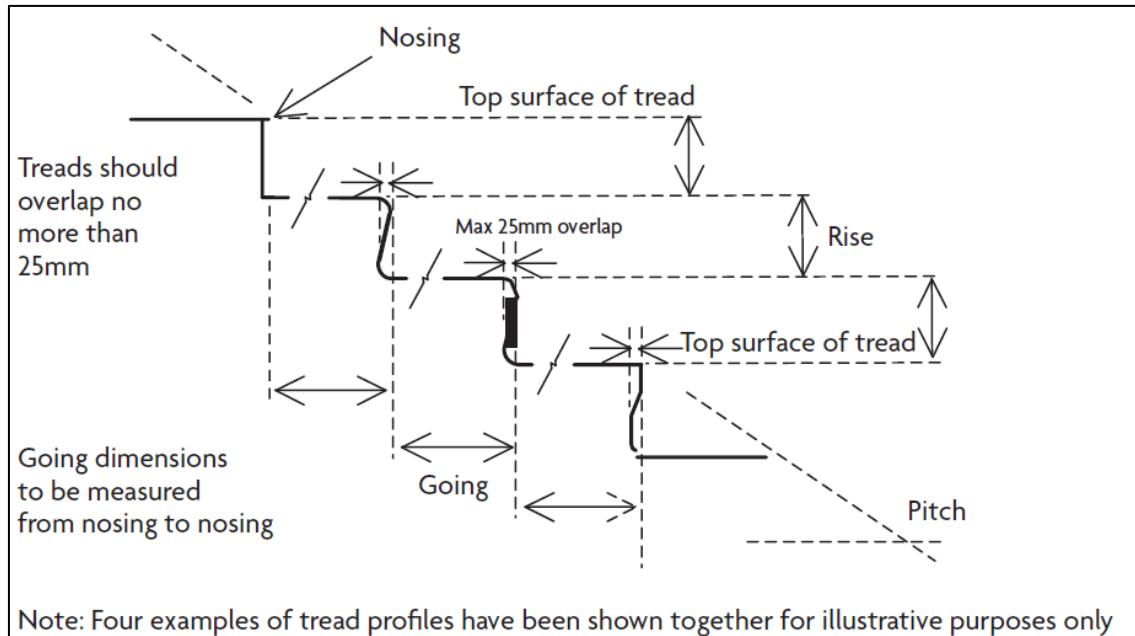 Nosing
Top surface of tread
Treads should
overlap no
more than
25mm
Max 25mm overlap
Rise
Top surface of tread
Going dimensions
to be measured
from nosing to nosing
Going
Pitch
Note: Four examples of tread profiles have been shown together for illustrative purposes only